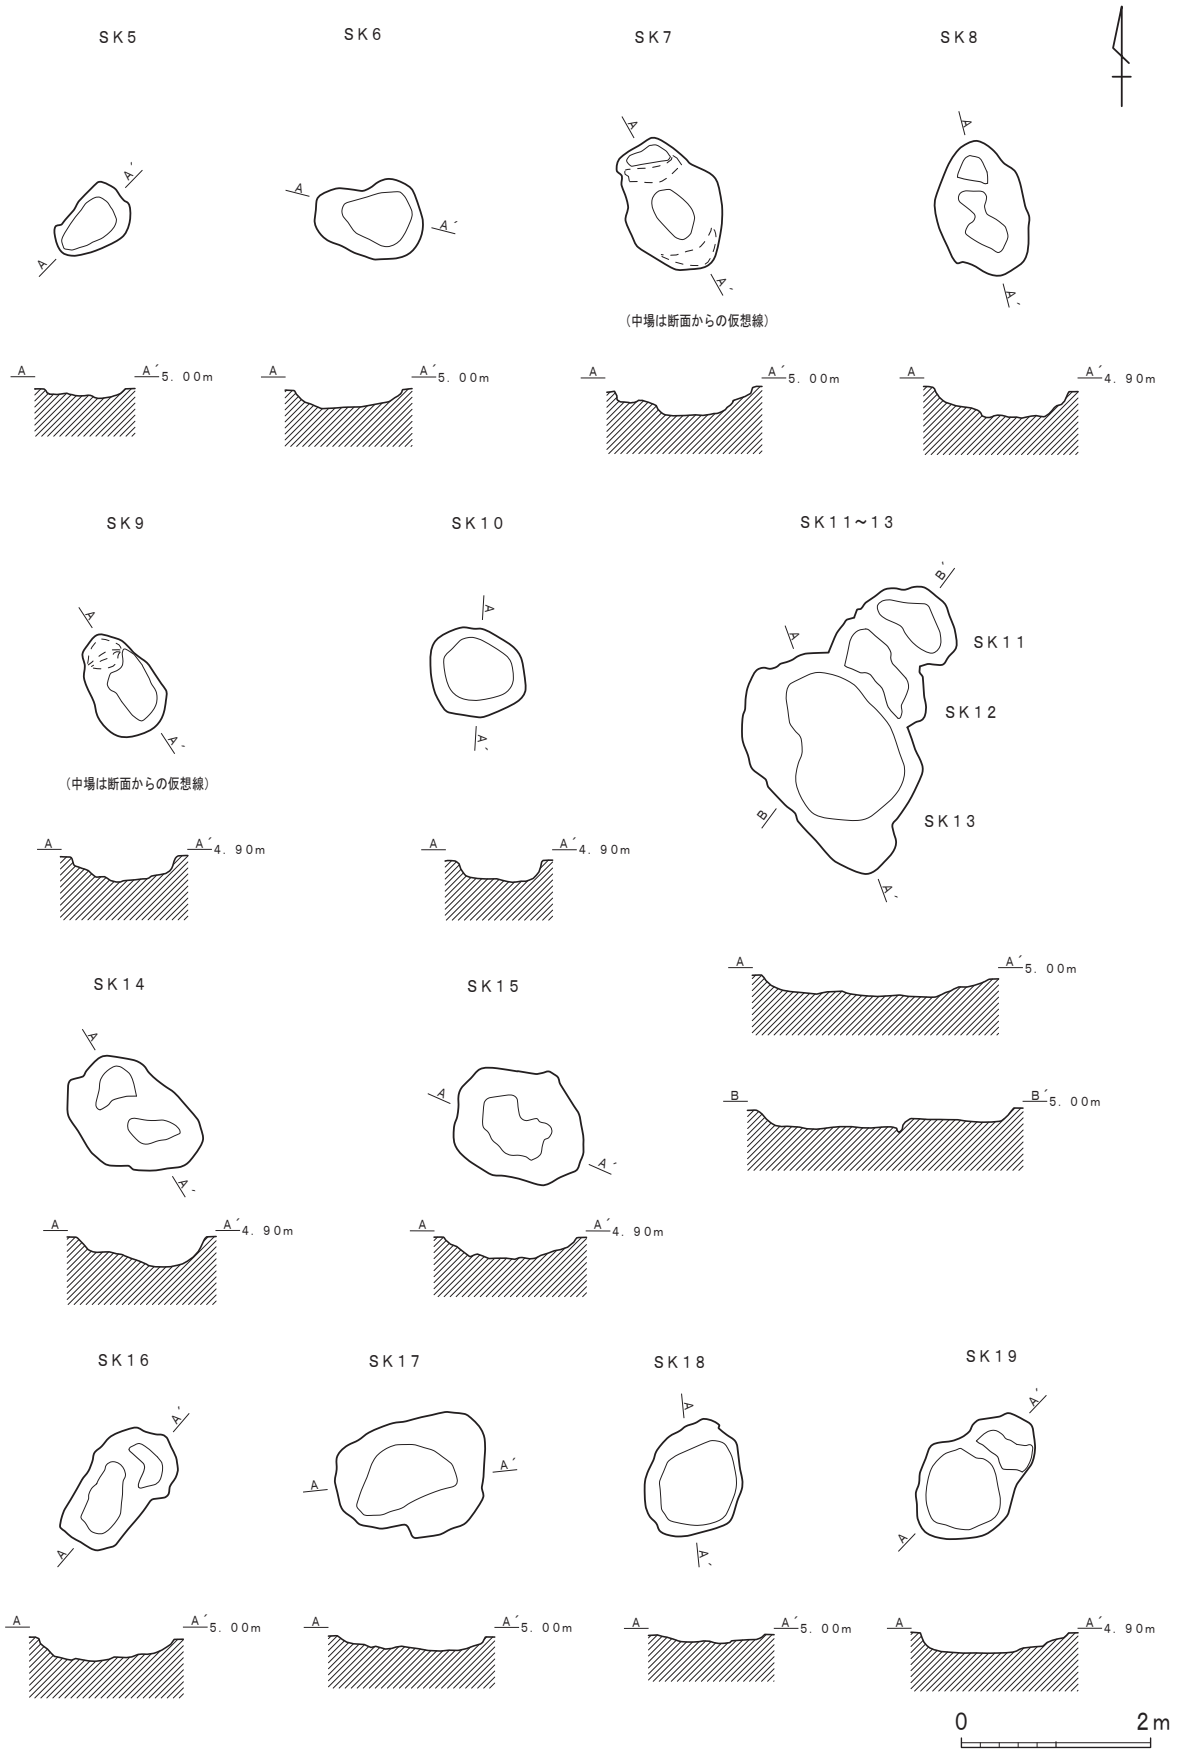 SK5
SK6
SK7
SK8
A
A´
A
A´
A
A´
A
A´
(中場は断面からの仮想線)
A
A´ 5.00m
A
A´ 5.00m
A
A´ 5.00m
A
A´ 4.90m
SK9
SK10
SK11~13
A
A´
A
A´
A
A´
B
B´
SK11
SK12
SK13
(中場は断面からの仮想線)
A
A´ 4.90m
A
A´ 4.90m
A
A´ 5.00m
B
B´ 5.00m
SK14
SK15
A
A´
A
A´
A
A´ 4.90m
A
A´ 4.90m
SK16
SK17
SK18
SK19
A
A´
A
A´
A
A´
A
A´
A
A´ 5.00m
A
A´ 5.00m
A
A´ 5.00m
A
A´ 4.90m
0 2m